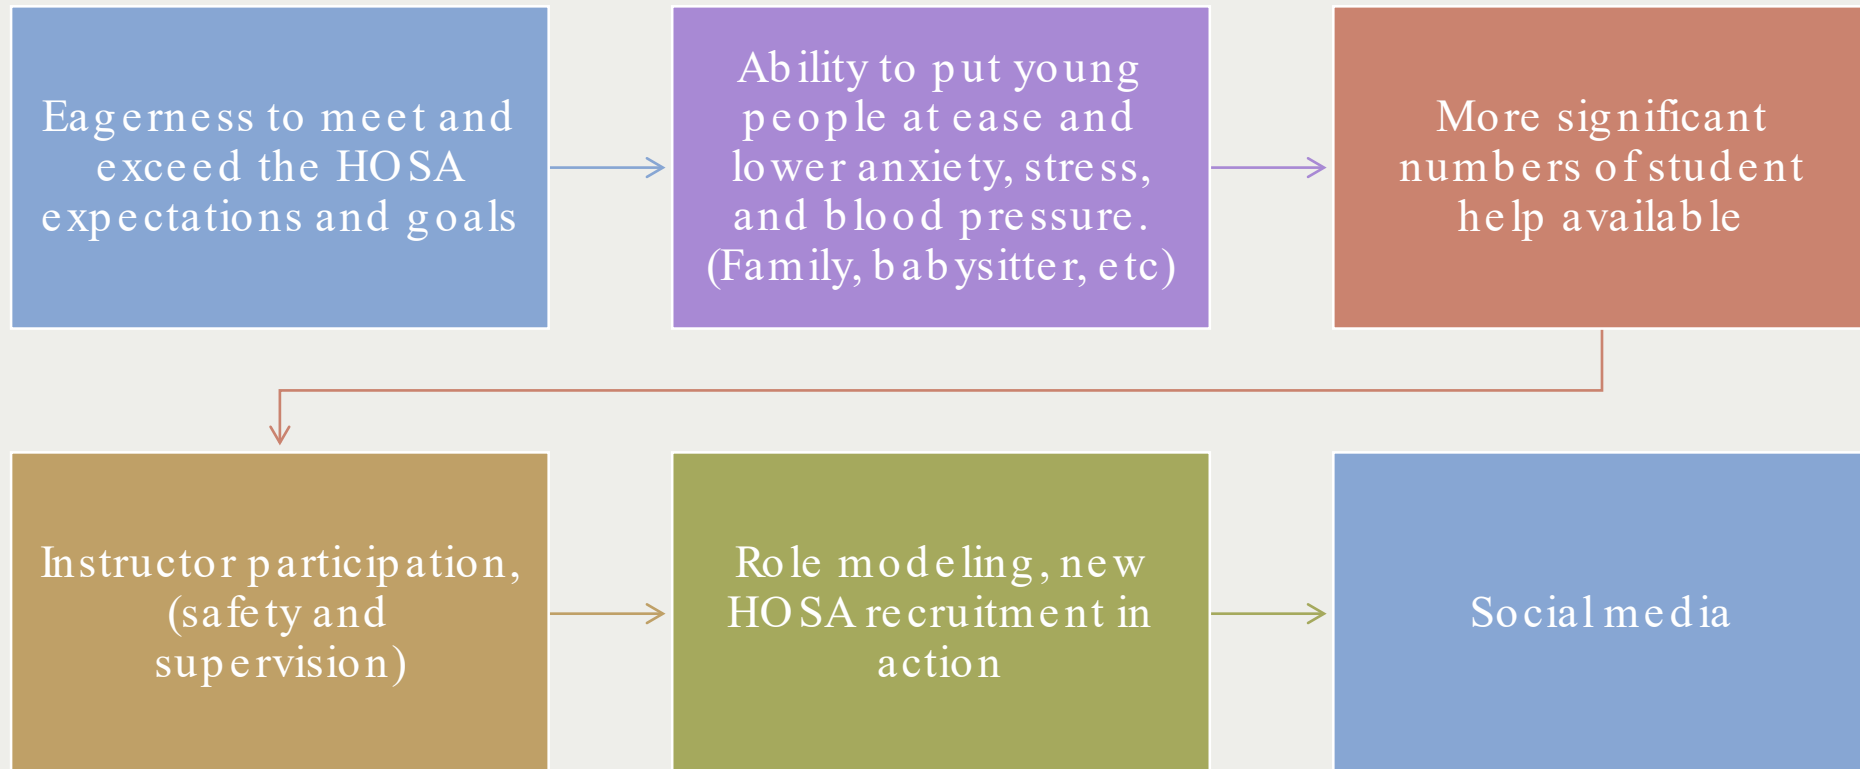 Eagerness to meet and
exceed the HOSA
expectations and goals
Ability to put young
people at ease and
lower anxiety, stress,
and blood pressure.
(Family, babysitter, etc)
More significant
numbers of student
help available
Instructor participation,
(safety and
supervision)
Role modeling, new
HOSA recruitment in
action
Social media